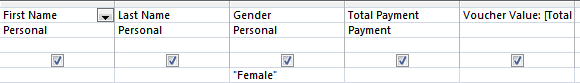 First Name Last Name Gender Total Payment Voucher Value: [Total
Personal Personal Personal Payment
"Female"